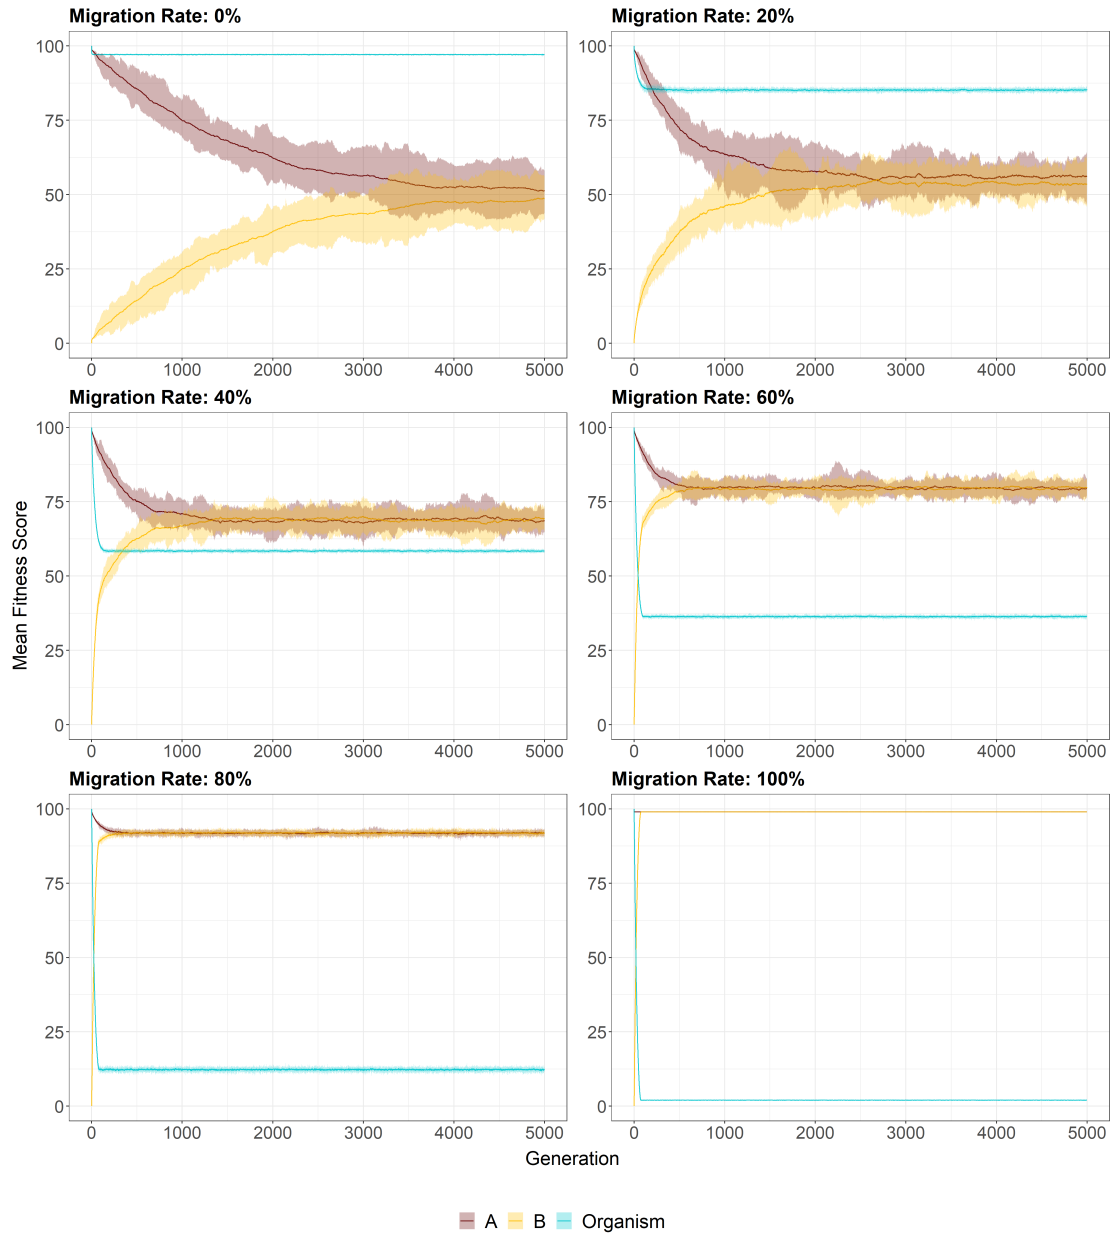 Migration Rate: 0%
Migration Rate: 20%
100
75
50
25
0
0 1000 2000 3000 4000 5000
100
75
50
25
0
0 1000 2000 3000 4000 5000
Migration Rate: 40%
Migration Rate: 60%
100
75
50
25
0
0 1000 2000 3000 4000 5000
100
75
50
25
0
0 1000 2000 3000 4000 5000
Mean Fitness Score
Migration Rate: 80%
Migration Rate: 100%
100
75
50
25
0
0 1000 2000 3000 4000 5000
100
75
50
25
0
0 1000 2000 3000 4000 5000
Generation
A B Organism